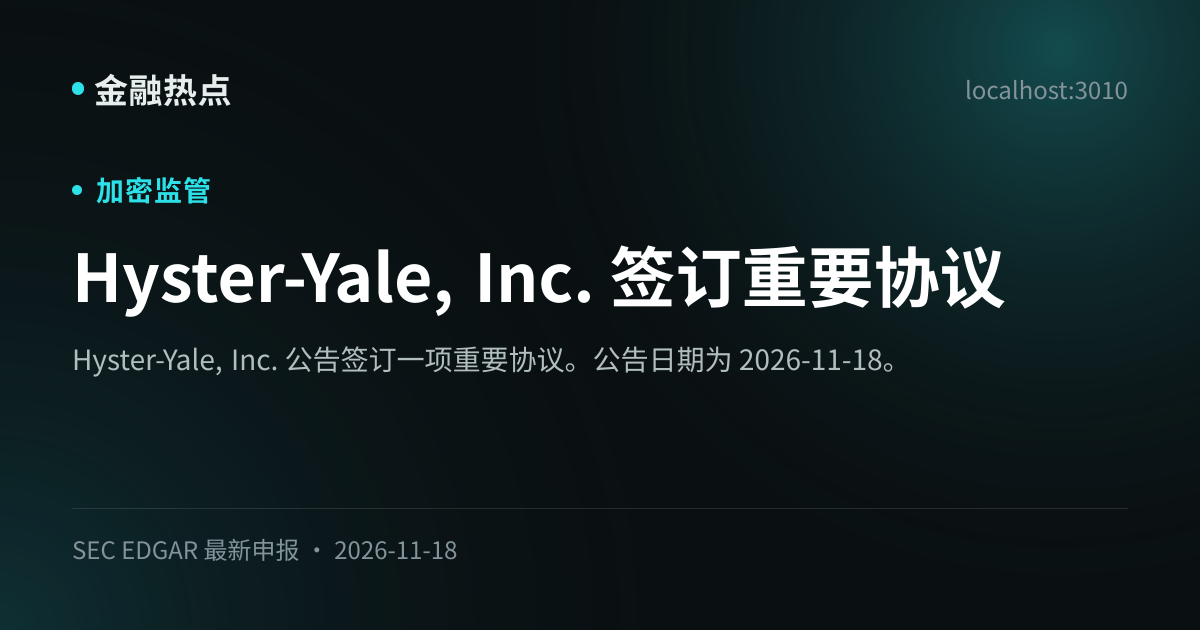 金融热点
localhost:3010
加密监管
Hyster-Yale, Inc. 签订重要协议
Hyster-Yale, Inc. 公告签订一项重要协议。公告日期为 2026-11-18。
SEC EDGAR 最新申报 · 2026-11-18